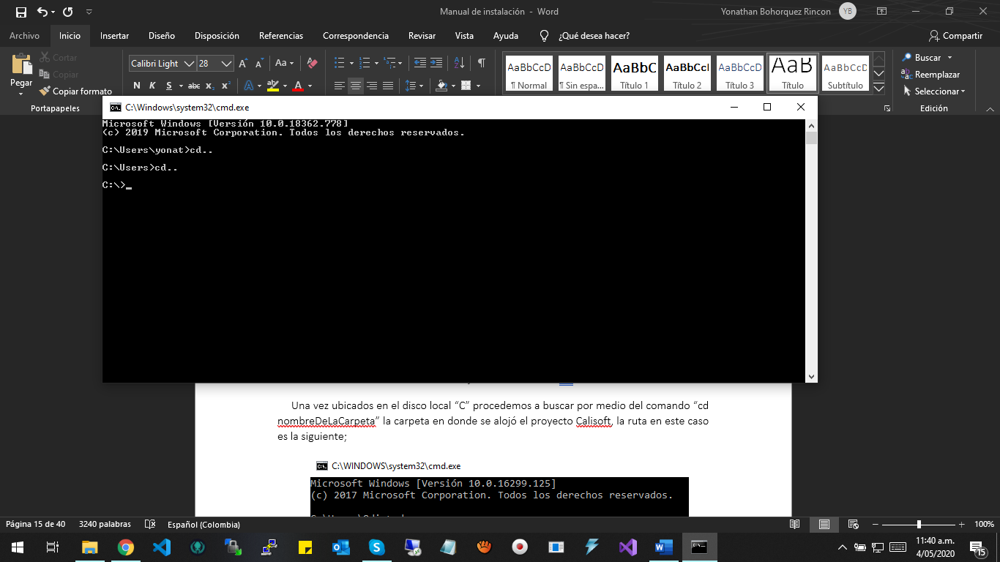 Manual de instalación - Word
Yonathan Bohorquez Rincon YB
Archivo Inicio Insertar Diseño Disposición Referencias Correspondencia Revisar Vista Ayuda ¿Qué desea hacer? Compartir
Pegar
Cortar
Copiar
Copiar formato
Portapapeles
Calibri Light 28 Aa
N K S abc x₂ x² A A
AaBbCcD AaBbCcD AaBbC AaBbCcI AaBbCcD AaB AaBbCcD
¶ Normal ¶ Sin espa... Título 1 Título 2 Título 3 Título Subtítulo
Buscar
Reemplazar
Seleccionar
Edición
C:\Windows\system32\cmd.exe
Microsoft Windows [Versión 10.0.18362.778]
(c) 2019 Microsoft Corporation. Todos los derechos reservados.
C:\Users\yonat>cd..
C:\Users>cd..
C:\>_
Una vez ubicados en el disco local “C” procedemos a buscar por medio del comando “cd
nombreDeLaCarpeta” la carpeta en donde se alojó el proyecto Calisoft, la ruta en este caso
es la siguiente;
C:\WINDOWS\system32\cmd.exe
Microsoft Windows [Versión 10.0.16299.125]
(c) 2017 Microsoft Corporation. Todos los derechos reservados.
Página 15 de 40 3240 palabras Español (Colombia) 100%
11:40 a.m.
4/05/2020
15